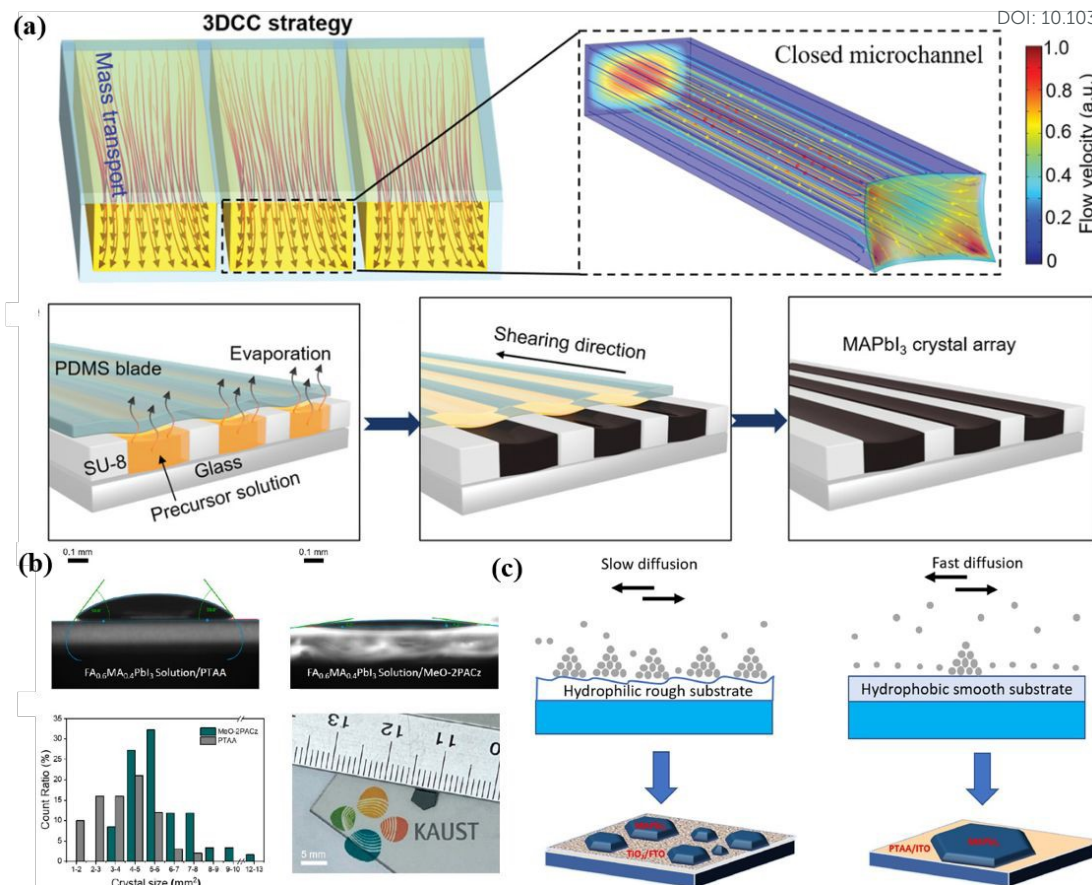 DOI: 10.103
(a)
3DCC strategy
Mass transport
Closed microchannel
1.0
0.8
0.6
0.4
0.2
0
Flow velocity (a.u.)
PDMS blade
Evaporation
SU-8
Glass
Precursor solution
Shearing direction
MAPbI₃ crystal array
(b)
0.1 mm
0.1 mm
FA₀.₆MA₀.₄PbI₃ Solution/PTAA
FA₀.₆MA₀.₄PbI₃ Solution/MeO-2PACz
Count Ratio (%)
35
30
25
20
15
10
5
0
MeO-2PACz
PTAA
1-2 2-3 3-4 4-5 5-6 6-7 7-8 8-9 9-10 12-13
Crystal size (mm²)
13 12 11
KAUST
5 mm
(c)
Slow diffusion
Fast diffusion
Hydrophilic rough substrate
Hydrophobic smooth substrate
TiO₂/FTO
PTAA/ITO